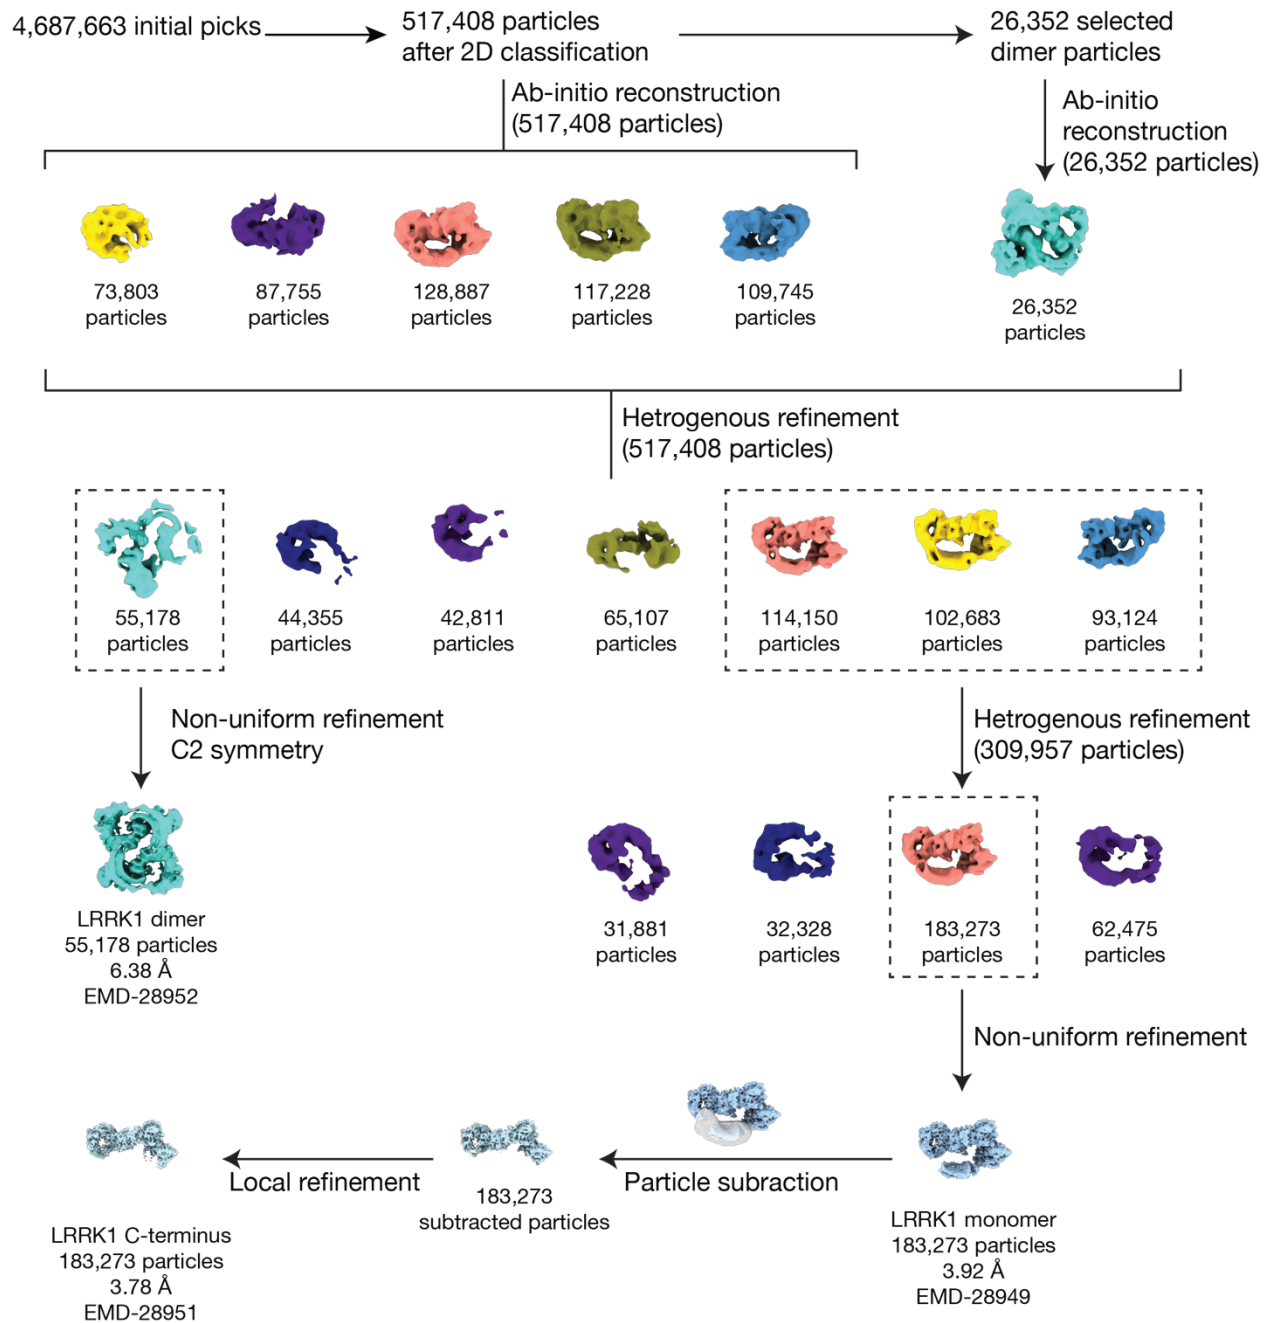 4,687,663 initial picks
517,408 particles
after 2D classification
26,352 selected
dimer particles
Ab-initio reconstruction
(517,408 particles)
Ab-initio
reconstruction
(26,352 particles)
73,803
particles
87,755
particles
128,887
particles
117,228
particles
109,745
particles
26,352
particles
Hetrogenous refinement
(517,408 particles)
55,178
particles
44,355
particles
42,811
particles
65,107
particles
114,150
particles
102,683
particles
93,124
particles
Non-uniform refinement
C2 symmetry
Hetrogenous refinement
(309,957 particles)
LRRK1 dimer
55,178 particles
6.38 Å
EMD-28952
31,881
particles
32,328
particles
183,273
particles
62,475
particles
Non-uniform refinement
Local refinement
Particle subraction
183,273
subtracted particles
LRRK1 C-terminus
183,273 particles
3.78 Å
EMD-28951
LRRK1 monomer
183,273 particles
3.92 Å
EMD-28949